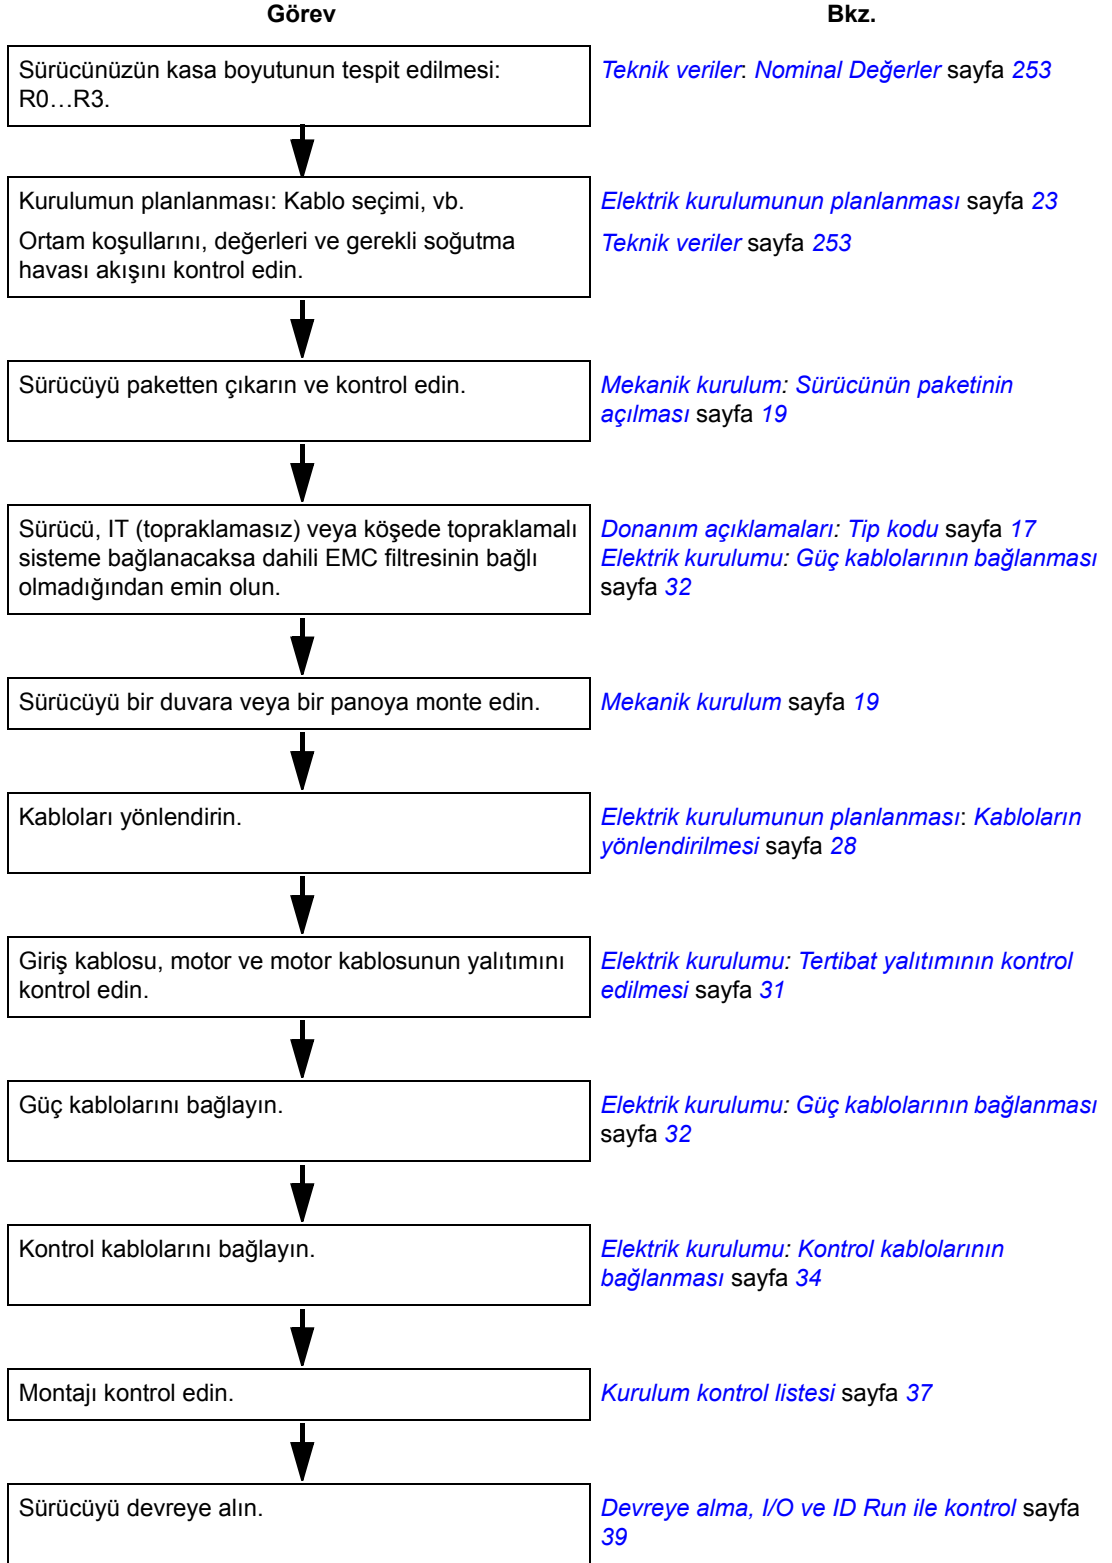 Görev
Bkz.
Sürücünüzün kasa boyutunun tespit edilmesi:
R0…R3.
Teknik veriler: Nominal Değerler sayfa 253
Kurulumun planlanması: Kablo seçimi, vb.
Ortam koşullarını, değerleri ve gerekli soğutma
havası akışını kontrol edin.
Elektrik kurulumunun planlanması sayfa 23
Teknik veriler sayfa 253
Sürücüyü paketten çıkarın ve kontrol edin.
Mekanik kurulum: Sürücünün paketinin
açılması sayfa 19
Sürücü, IT (topraklamasız) veya köşede topraklamalı
sisteme bağlanacaksa dahili EMC filtresinin bağlı
olmadığından emin olun.
Donanım açıklamaları: Tip kodu sayfa 17
Elektrik kurulumu: Güç kablolarının bağlanması
sayfa 32
Sürücüyü bir duvara veya bir panoya monte edin.
Mekanik kurulum sayfa 19
Kabloları yönlendirin.
Elektrik kurulumunun planlanması: Kabloların
yönlendirilmesi sayfa 28
Giriş kablosu, motor ve motor kablosunun yalıtımını
kontrol edin.
Elektrik kurulumu: Tertibat yalıtımının kontrol
edilmesi sayfa 31
Güç kablolarını bağlayın.
Elektrik kurulumu: Güç kablolarının bağlanması
sayfa 32
Kontrol kablolarını bağlayın.
Elektrik kurulumu: Kontrol kablolarının
bağlanması sayfa 34
Montajı kontrol edin.
Kurulum kontrol listesi sayfa 37
Sürücüyü devreye alın.
Devreye alma, I/O ve ID Run ile kontrol sayfa
39